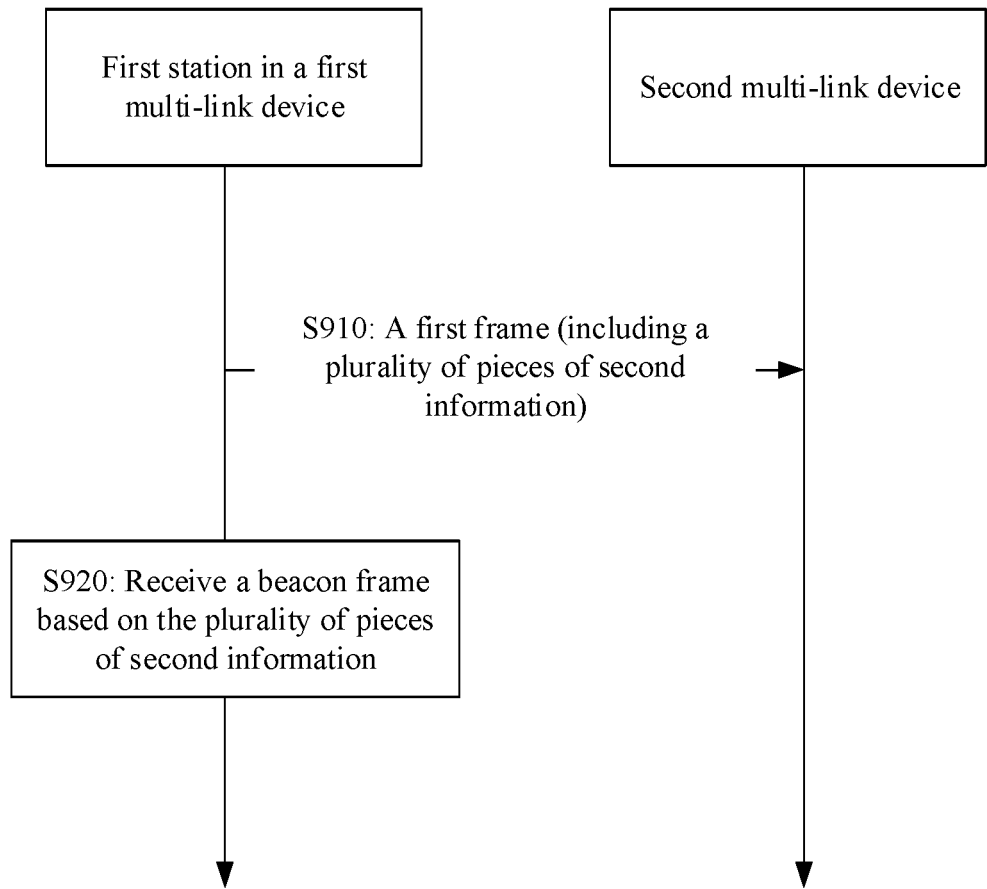 First station in a first
multi-link device
Second multi-link device
S910: A first frame (including a
plurality of pieces of second
information)
S920: Receive a beacon frame
based on the plurality of pieces
of second information